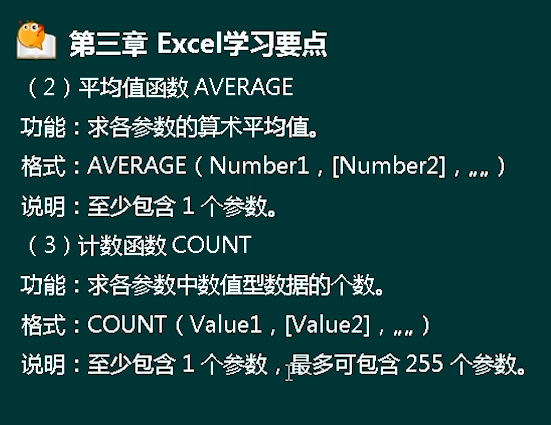 第三章 Excel学习要点
（2）平均值函数 AVERAGE
功能：求各参数的算术平均值。
格式：AVERAGE（Number1，[Number2]，,,,,）
说明：至少包含 1 个参数。
（3）计数函数 COUNT
功能：求各参数中数值型数据的个数。
格式：COUNT（Value1，[Value2]，,,,,）
说明：至少包含 1 个参数，最多可包含 255 个参数。